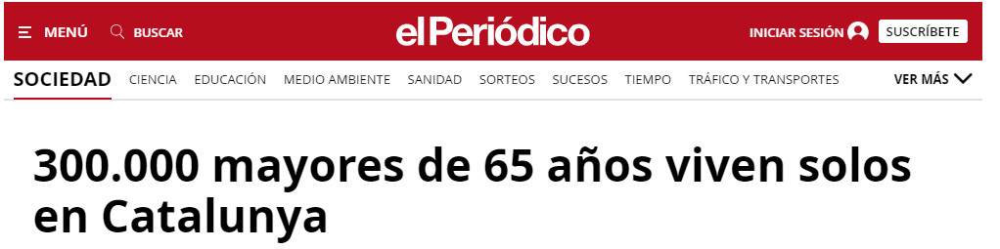 MENÚ BUSCAR elPeriódico INICIAR SESIÓN SUSCRÍBETE
SOCIEDAD CIENCIA EDUCACIÓN MEDIO AMBIENTE SANIDAD SORTEOS SUCESOS TIEMPO TRÁFICO Y TRANSPORTES VER MÁS
300.000 mayores de 65 años viven solos
en Catalunya